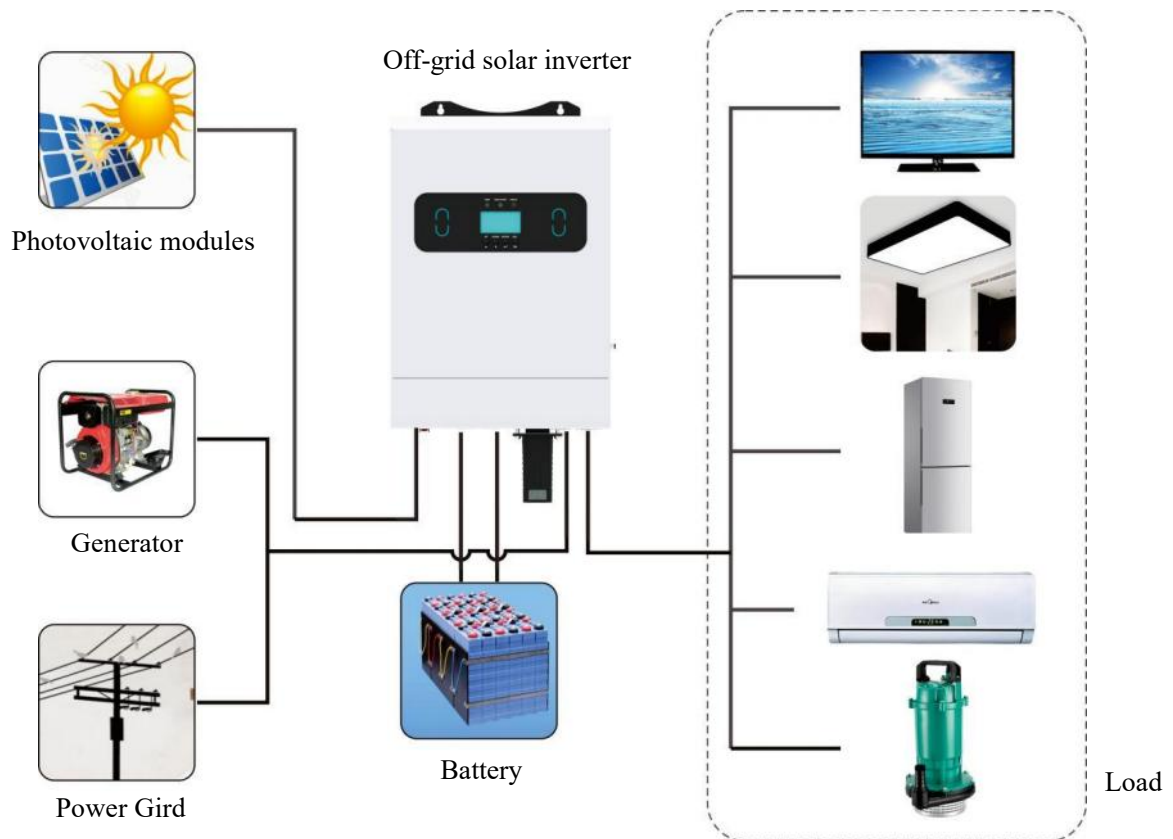 Off-grid solar inverter
Photovoltaic modules
Generator
Battery
Power Gird
Load